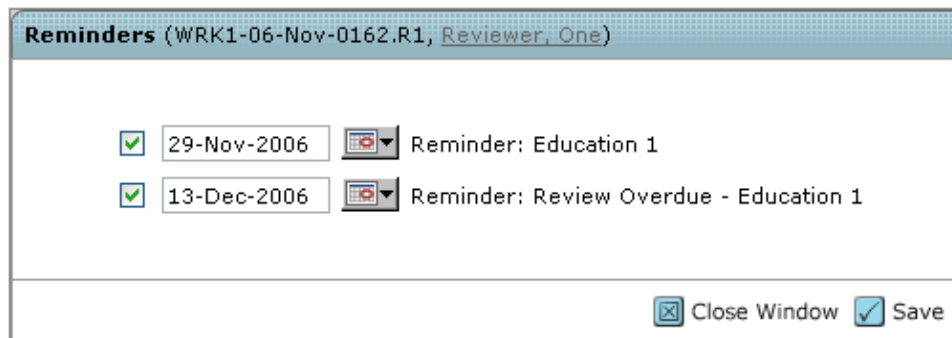 Reminders (WRK1-06-Nov-0162.R1, Reviewer, One)
29-Nov-2006 Reminder: Education 1
13-Dec-2006 Reminder: Review Overdue - Education 1
Close Window Save